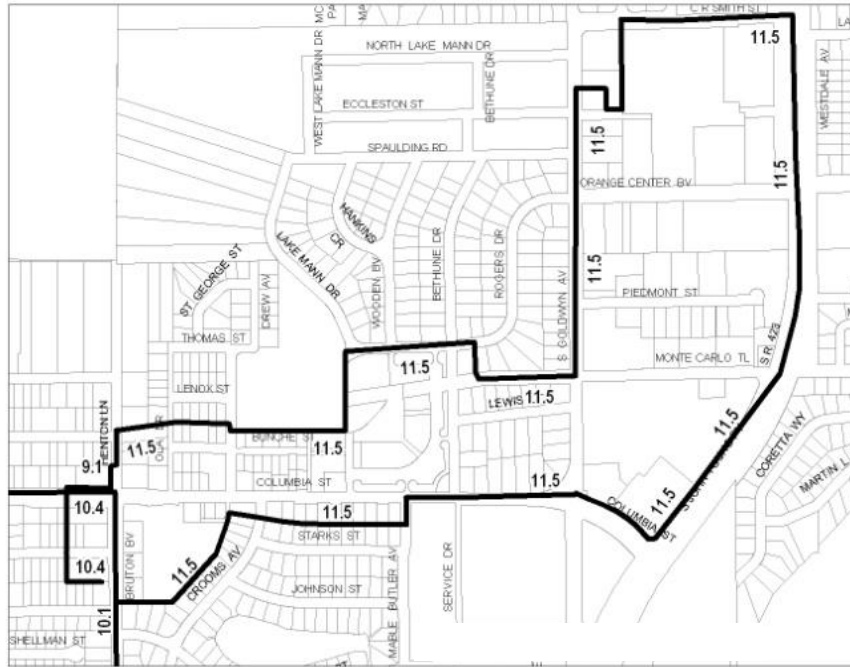 C R SMITH ST
LA
WEST LAKE MANN DR
MC
PA
MA
NORTH LAKE MANN DR
11.5
BETHUNE DR
WESTDALE AV
ECCLESTON ST
11.5
SPAULDING RD
11.5
ORANGE CENTER BV
HANKINS
CR
LAKE MANN DR
WOODEN BV
BETHUNE DR
ROGERS DR
S GOLDWYN AV
11.5
ST GEORGE ST
DREW AV
PIEDMONT ST
THOMAS ST
S R 423
MONTE CARLO TL
11.5
LENOX ST
LEWIS
11.5
11.5
CORETTA WY
MARTIN L
11.5
BUNCHE ST
11.5
9.1
COLUMBIA ST
11.5
11.5
COLUMBIA ST
10.4
11.5
STARKS ST
10.4
BRUTON BV
11.5
CROOMS AV
JOHNSON ST
MABLE BUTLER AV
SERVICE DR
10.1
SHELLMAN ST